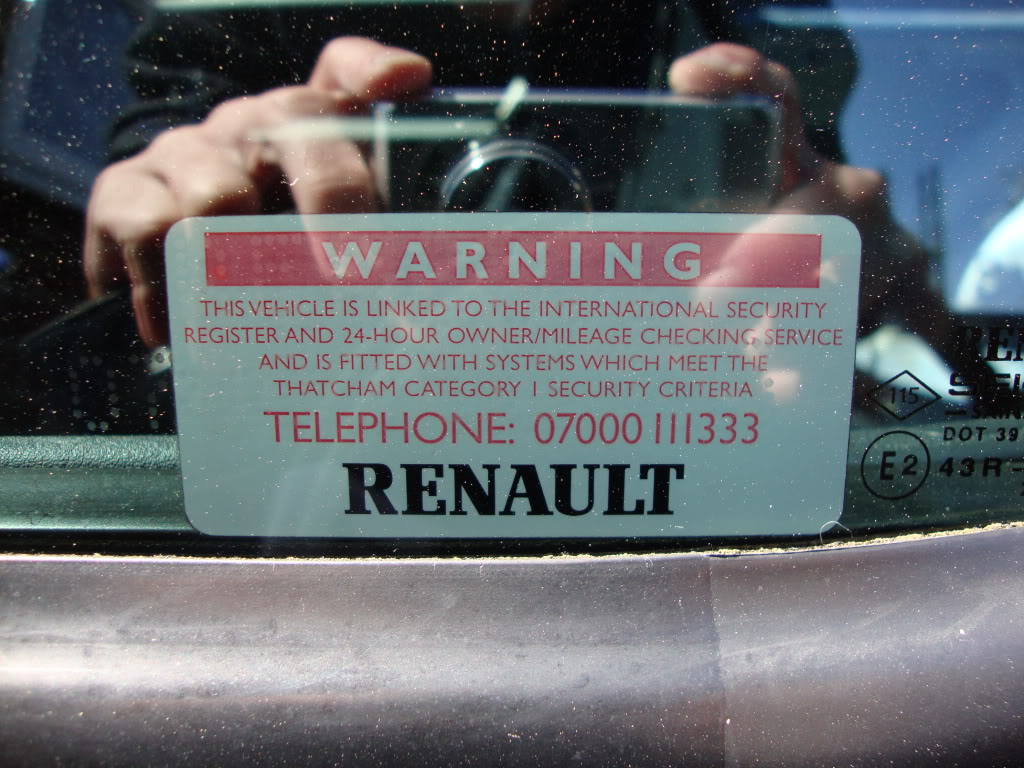 WARNING
THIS VEHICLE IS LINKED TO THE INTERNATIONAL SECURITY
REGISTER AND 24-HOUR OWNER/MILEAGE CHECKING SERVICE
AND IS FITTED WITH SYSTEMS WHICH MEET THE
THATCHAM CATEGORY 1 SECURITY CRITERIA
TELEPHONE: 07000 111333
RENAULT
115
DOT 39
E2 43R-